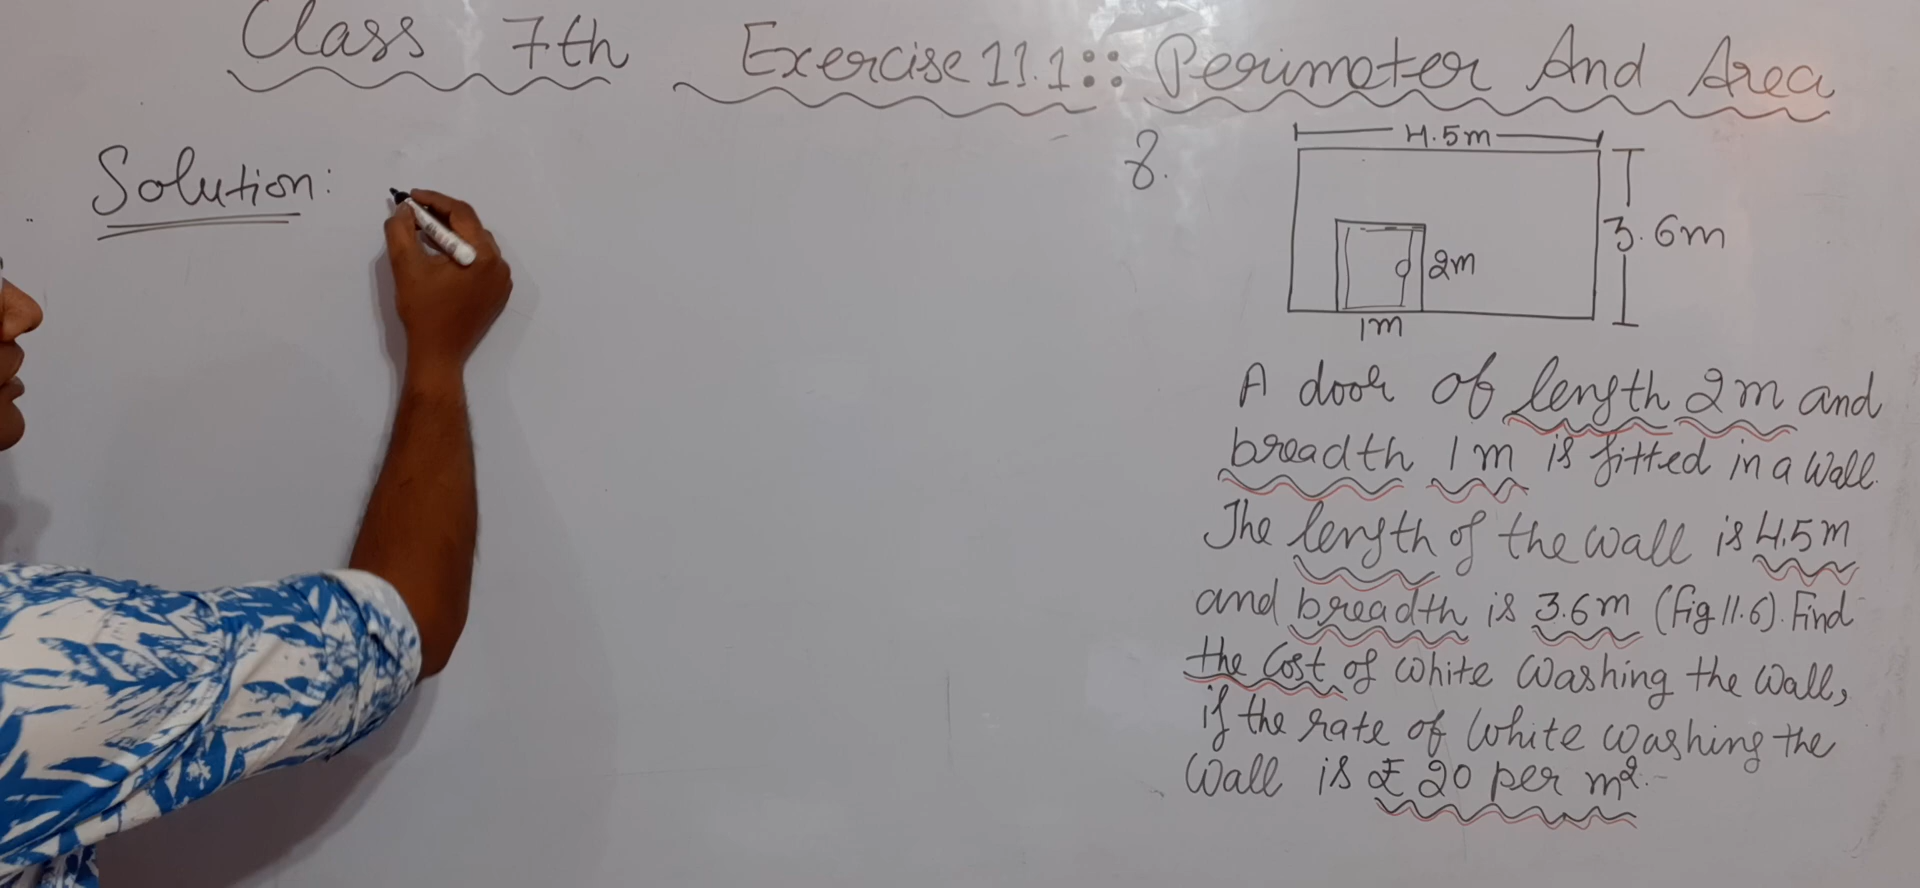 Class 7th Exercise 11.1:: Perimeter And Area
Solution:
8.
4.5m
3.6m
2m
1m
A door of length 2m and
breadth 1m is fitted in a wall.
The length of the wall is 4.5m
and breadth is 3.6m (fig 11.6). Find
the cost of white washing the wall,
if the rate of white washing the
wall is ₹ 20 per m².